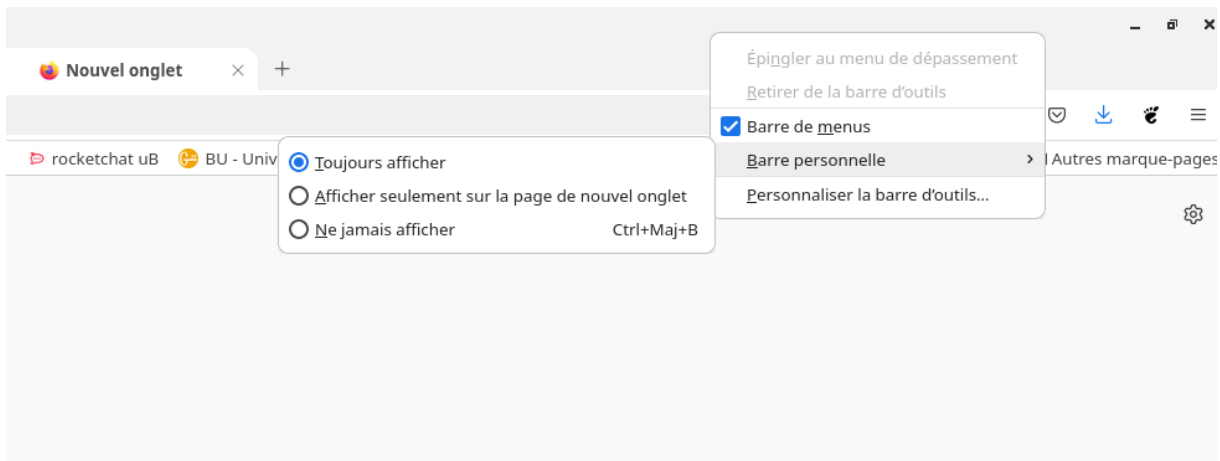 Nouvel onglet
Épingler au menu de dépassement
Retirer de la barre d'outils
Barre de menus
Barre personnelle
Personnaliser la barre d'outils...
rocketchat uB
BU - Univ
Autres marque-pages
Toujours afficher
Afficher seulement sur la page de nouvel onglet
Ne jamais afficher Ctrl+Maj+B